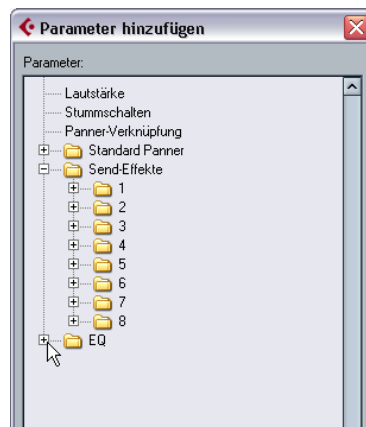 Parameter hinzufügen
Parameter:
Lautstärke
Stummschalten
Panner-Verknüpfung
Standard Panner
Send-Effekte
1
2
3
4
5
6
7
8
EQ